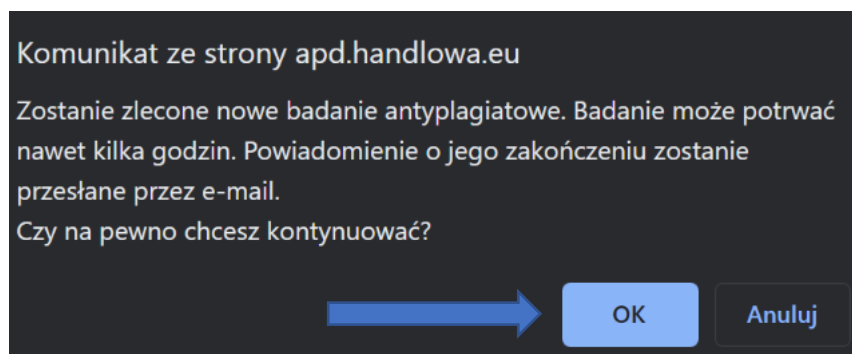 Komunikat ze strony apd.handlowa.eu
Zostanie zlecone nowe badanie antyplagiatowe. Badanie może potrwać
nawet kilka godzin. Powiadomienie o jego zakończeniu zostanie
przesłane przez e-mail.
Czy na pewno chcesz kontynuować?
OK Anuluj